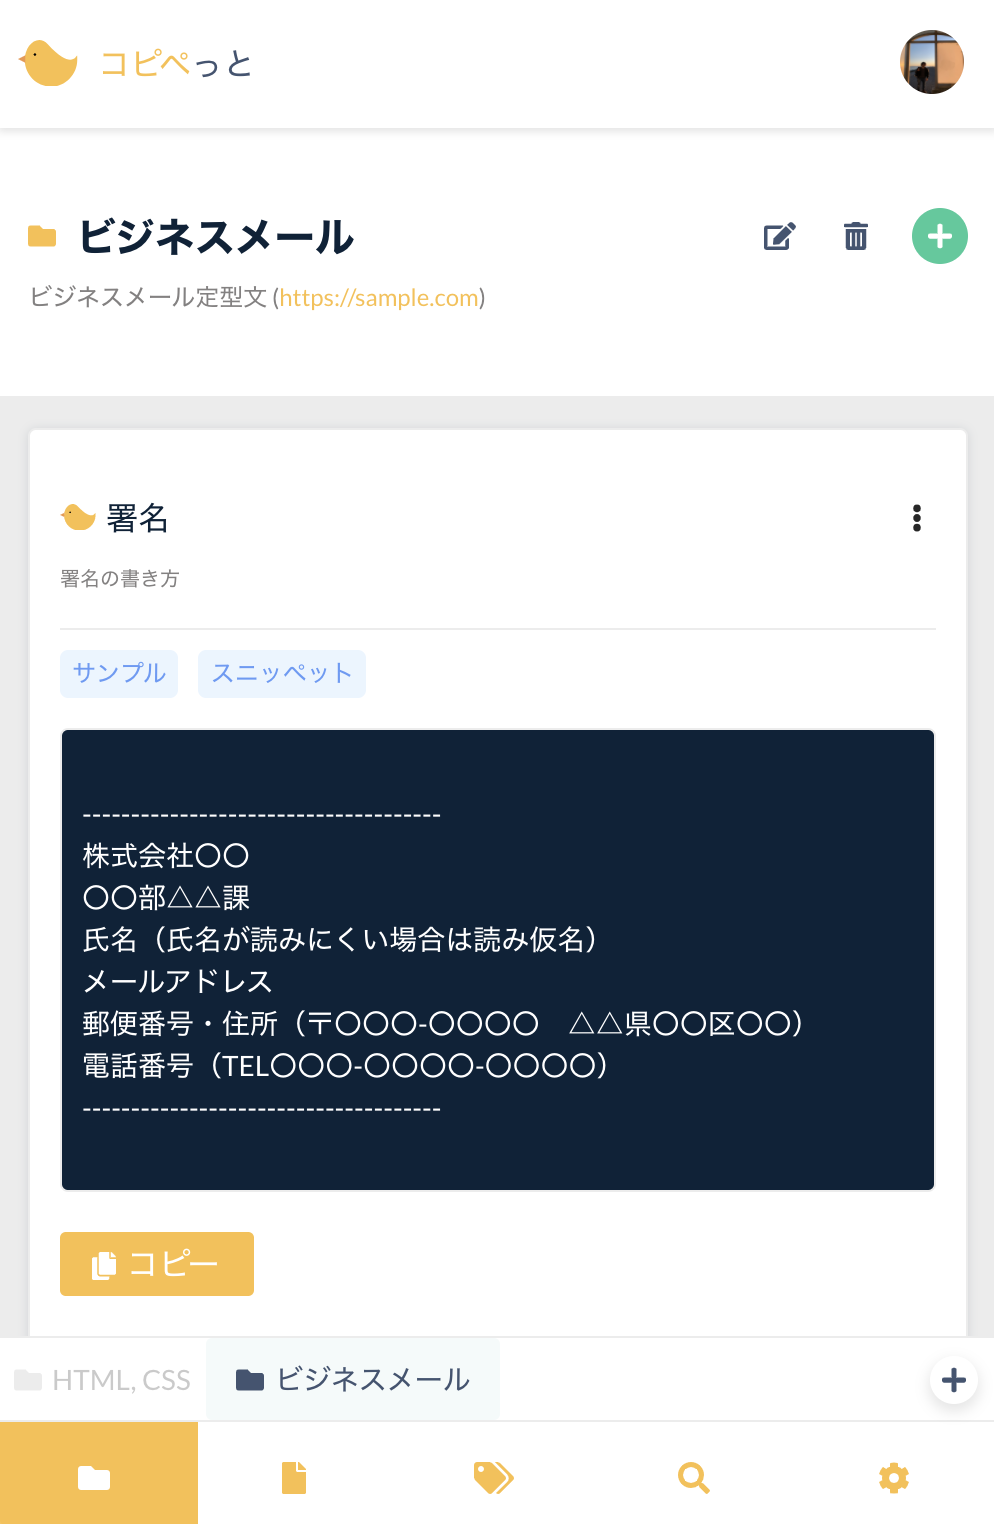 コピペっと
ビジネスメール
ビジネスメール定型文 (https://sample.com)
署名
署名の書き方
サンプル スニッペット
------------------------------------
株式会社〇〇
〇〇部△△課
氏名（氏名が読みにくい場合は読み仮名）
メールアドレス
郵便番号・住所（〒〇〇〇-〇〇〇〇　△△県〇〇区〇〇）
電話番号（TEL〇〇〇-〇〇〇〇-〇〇〇〇）
------------------------------------
コピー
HTML, CSS ビジネスメール